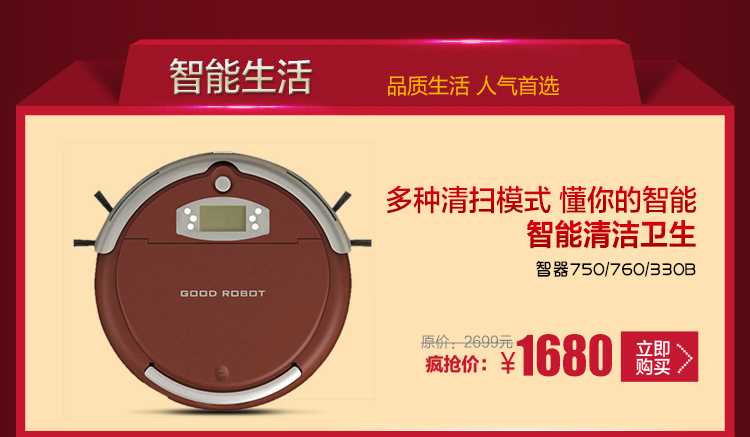 智能生活
品质生活 人气首选
多种清扫模式 懂你的智能
智能清洁卫生
智器750/760/330B
GOOD ROBOT
原价：2699元
疯抢价：¥1680
立即
购买